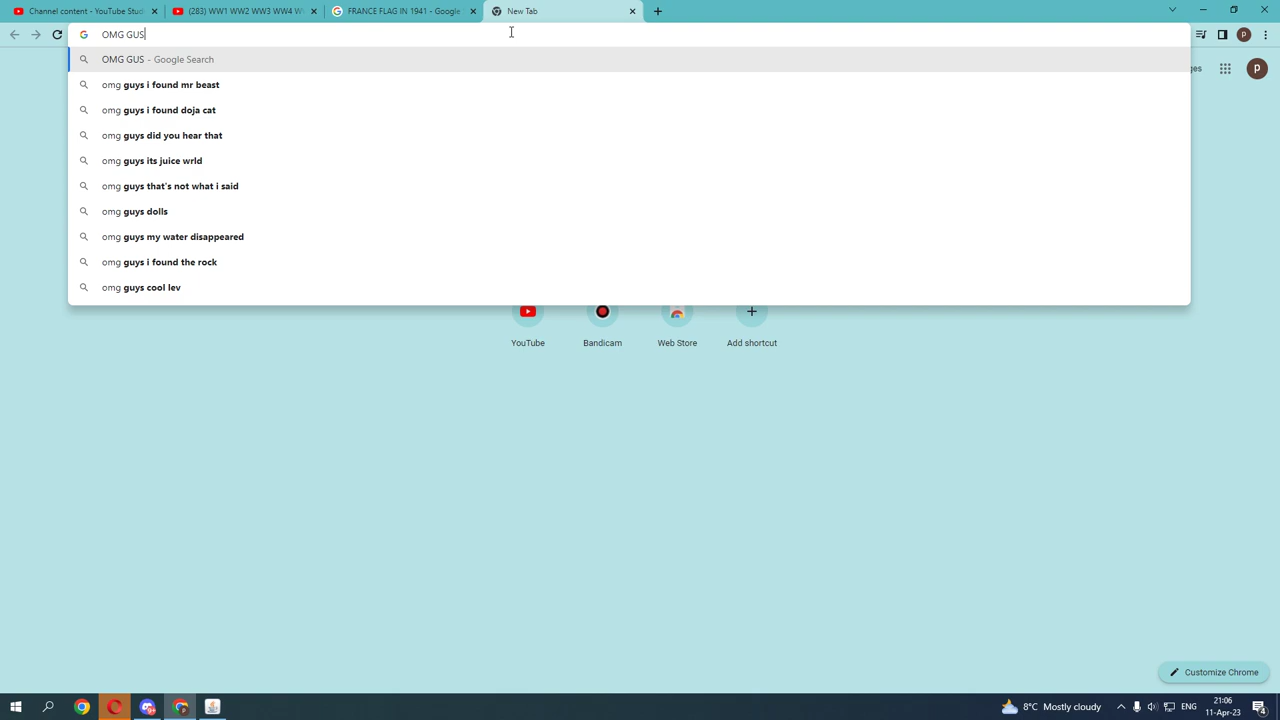 Channel content - YouTube Stud
(283) WW1 WW2 WW3 WW4 W
FRANCE FLAG IN 1941 - Google
New Tab
OMG GUS
P
OMG GUS - Google Search
ges
P
omg guys i found mr beast
omg guys i found doja cat
omg guys did you hear that
omg guys its juice wrld
omg guys that's not what i said
omg guys dolls
omg guys my water disappeared
omg guys i found the rock
omg guys cool lev
YouTube
Bandicam
Web Store
Add shortcut
Customize Chrome
8°C Mostly cloudy
ENG
21:06
11-Apr-23